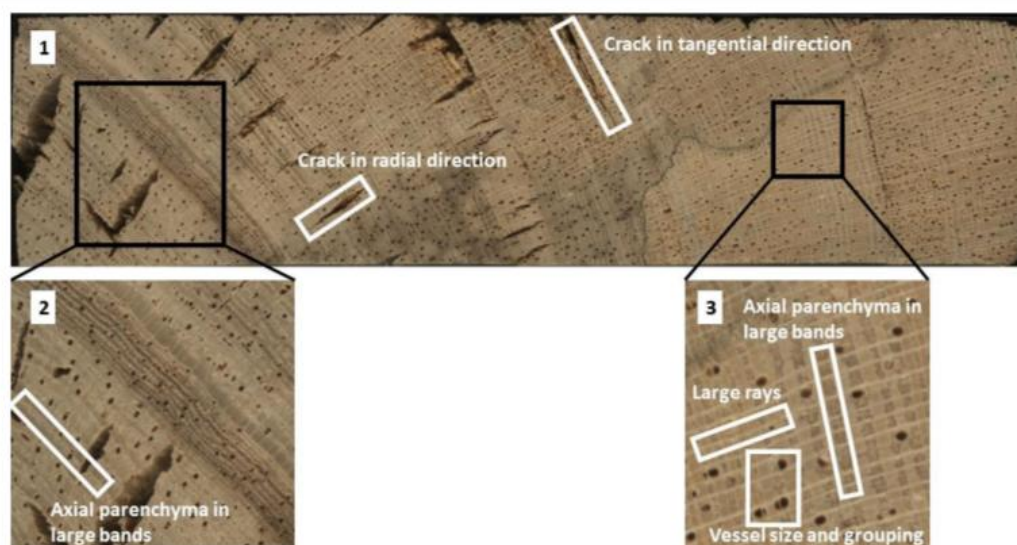 1
Crack in tangential direction
Crack in radial direction
2
Axial parenchyma in
large bands
3
Axial parenchyma in
large bands
Large rays
Vessel size and grouping